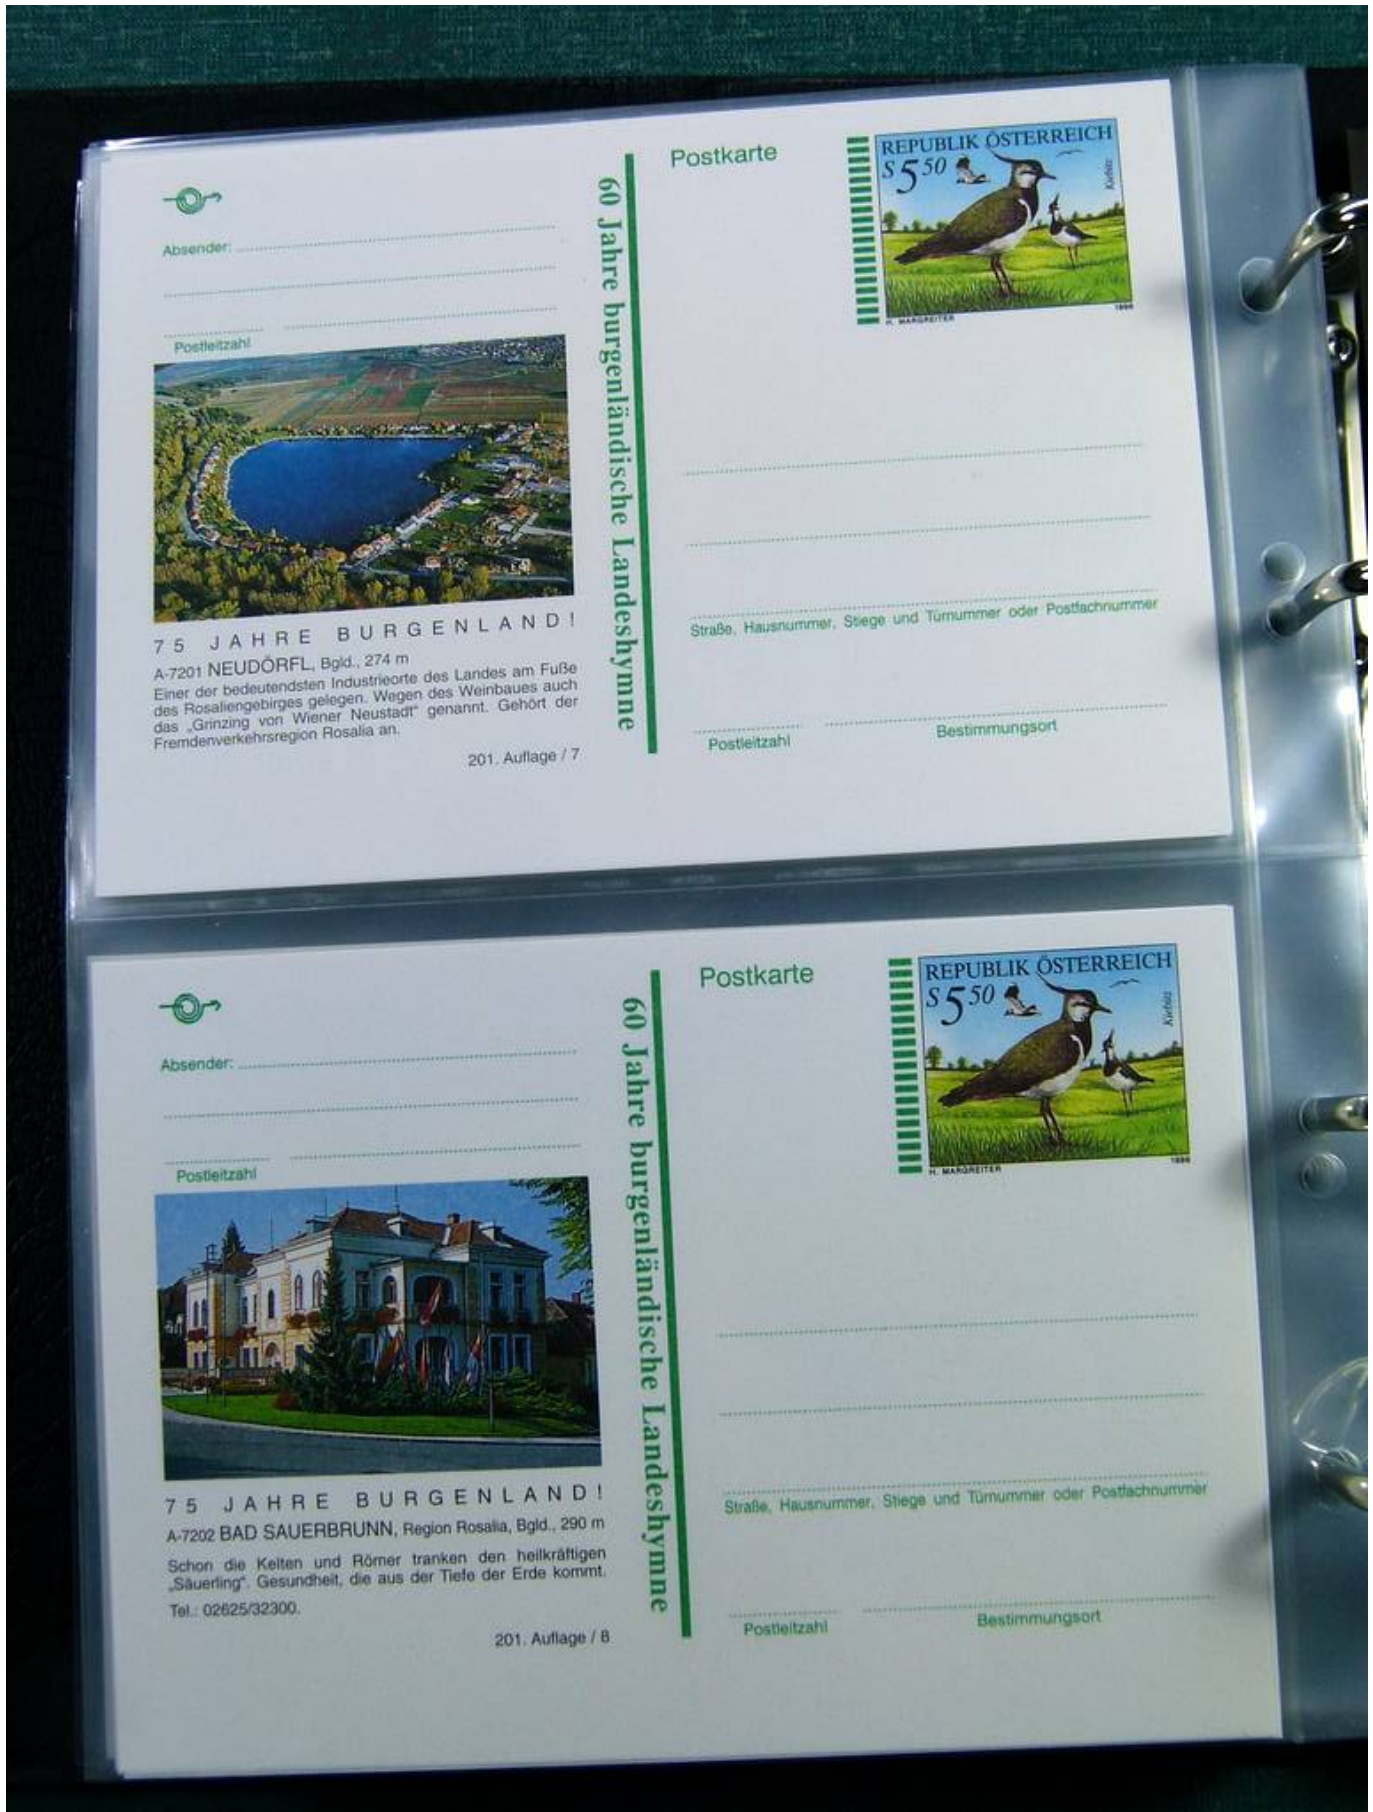 Postkarte
REPUBLIK ÖSTERREICH
S 5 50
Kiebitz
H. MARGREITER
1996
Absender:
Postleitzahl
60 Jahre burgenländische Landeshymne
75 JAHRE BURGENLAND!
A-7201 NEUDÖRFL, Bgld., 274 m
Einer der bedeutendsten Industrieorte des Landes am Fuße
des Rosaliengebirges gelegen. Wegen des Weinbaues auch
das „Grinzing von Wiener Neustadt“ genannt. Gehört der
Fremdenverkehrsregion Rosalia an.
201. Auflage / 7
Straße, Hausnummer, Stiege und Türnummer oder Postfachnummer
Postleitzahl
Bestimmungsort
Postkarte
REPUBLIK ÖSTERREICH
S 5 50
Kiebitz
H. MARGREITER
1996
Absender:
Postleitzahl
60 Jahre burgenländische Landeshymne
75 JAHRE BURGENLAND!
A-7202 BAD SAUERBRUNN, Region Rosalia, Bgld., 290 m
Schon die Kelten und Römer tranken den heilkräftigen
„Säuerling“. Gesundheit, die aus der Tiefe der Erde kommt.
Tel.: 02625/32300.
201. Auflage / 8
Straße, Hausnummer, Stiege und Türnummer oder Postfachnummer
Postleitzahl
Bestimmungsort